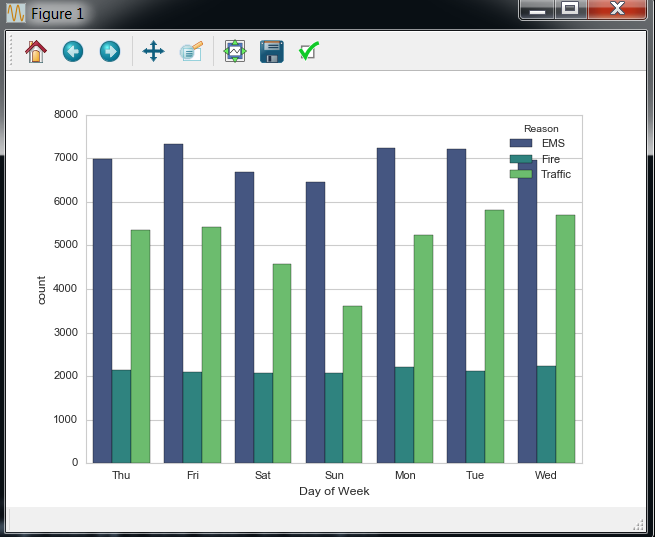 Figure 1
8000
7000
6000
5000
4000
3000
2000
1000
0
count
Reason
EMS
Fire
Traffic
Thu Fri Sat Sun Mon Tue Wed
Day of Week